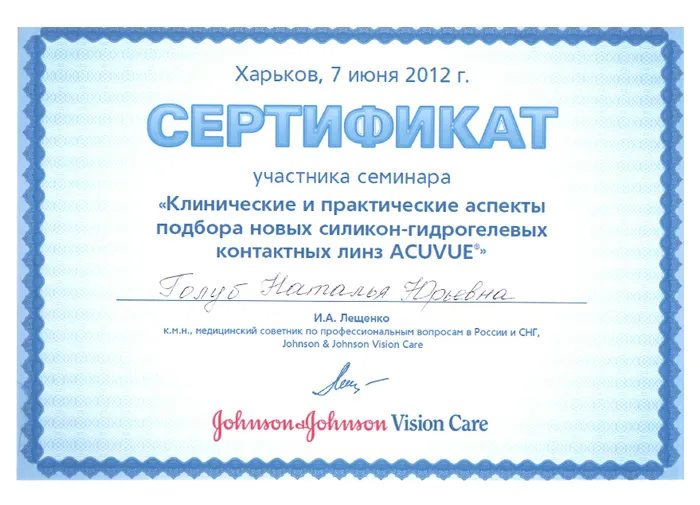 Харьков, 7 июня 2012 г.
СЕРТИФИКАТ
участника семинара
«Клинические и практические аспекты
подбора новых силикон-гидрогелевых
контактных линз ACUVUE®»
Голуб Наталья Юрьевна
И.А. Лещенко
к.м.н., медицинский советник по профессиональным вопросам в России и СНГ,
Johnson & Johnson Vision Care
Johnson&Johnson Vision Care